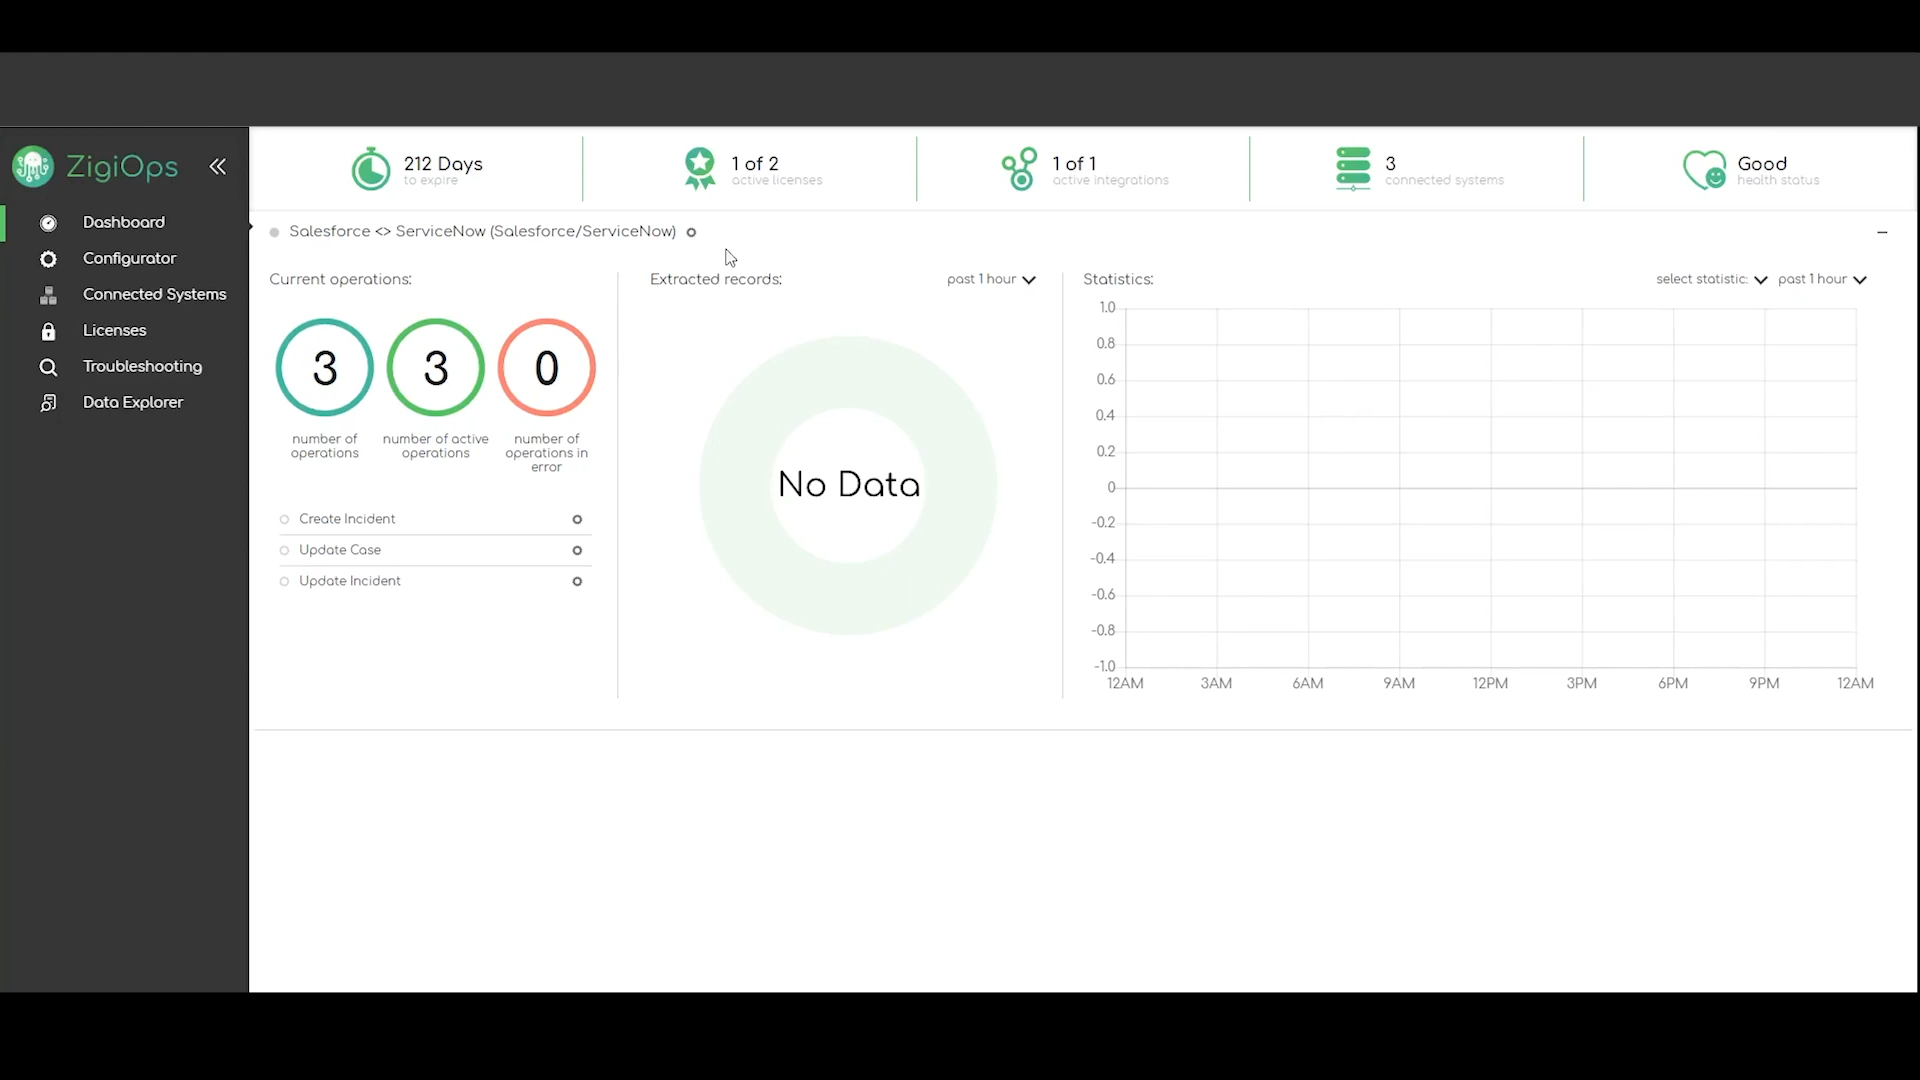 ZigiOps
Dashboard
Configurator
Connected Systems
Licenses
Troubleshooting
Data Explorer
212 Days
to expire
1 of 2
active licenses
1 of 1
active integrations
3
connected systems
Good
health status
Salesforce <> ServiceNow (Salesforce/ServiceNow)
Current operations:
3
3
0
number of
operations
number of active
operations
number of
operations in
error
Create Incident
Update Case
Update Incident
Extracted records:
past 1 hour
No Data
Statistics:
select statistic:
past 1 hour
1.0
0.8
0.6
0.4
0.2
0
-0.2
-0.4
-0.6
-0.8
-1.0
12AM 3AM 6AM 9AM 12PM 3PM 6PM 9PM 12AM